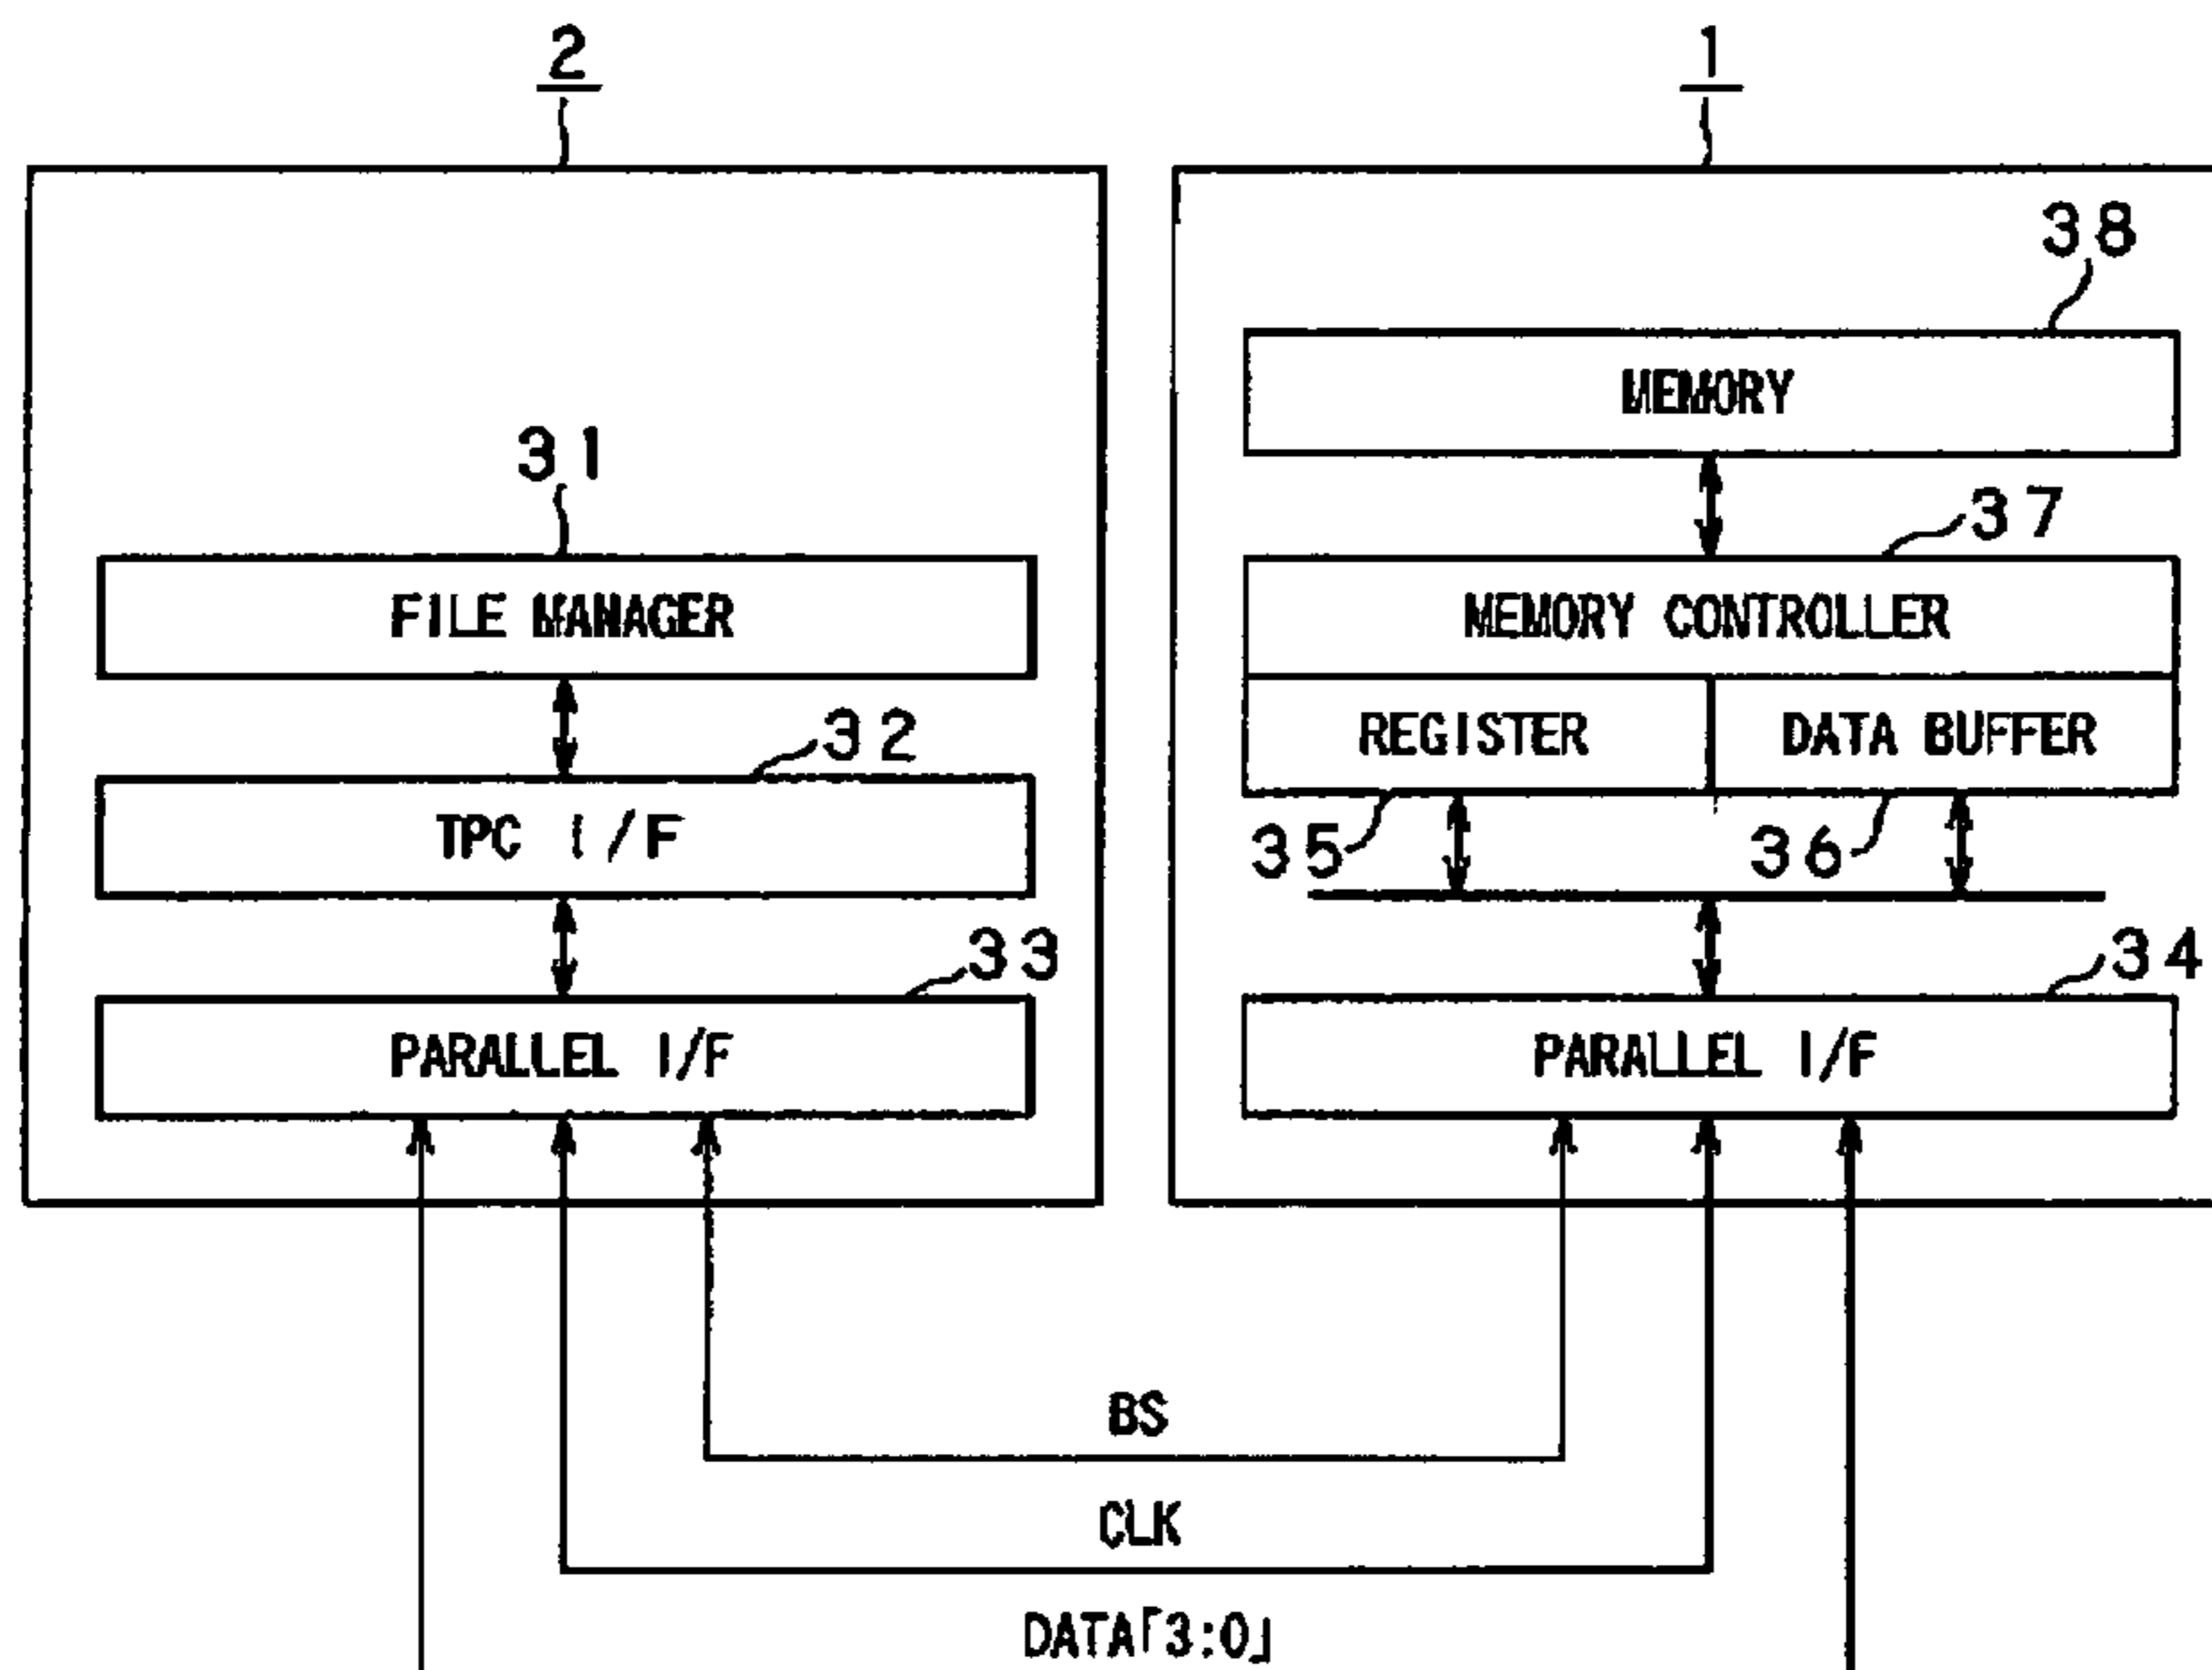 2
1
38
MEMORY
31
37
FILE MANAGER
MEMORY CONTROLLER
32
REGISTER
DATA BUFFER
TPC I/F
35
36
33
34
PARALLEL I/F
PARALLEL I/F
BS
CLK
DATA「3:0」